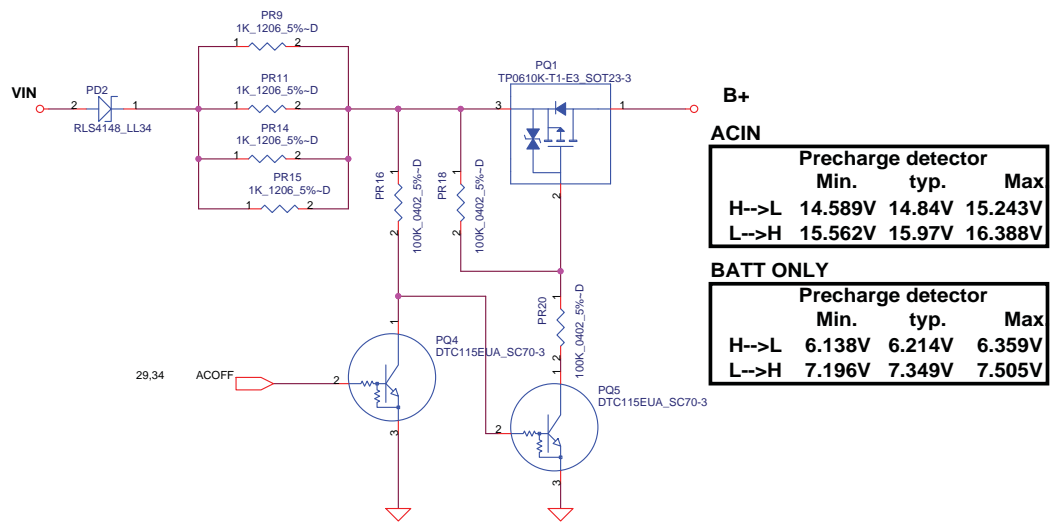 PR9
1K_1206_5%~D
1 2
PR11
1K_1206_5%~D
1 2
PR14
1K_1206_5%~D
1 2
PR15
1K_1206_5%~D
1 2
VIN
PD2
2 1
RLS4148_LL34
PQ1
TP0610K-T1-E3_SOT23-3
3 1
2
B+
PR16
100K_0402_5%~D
1
2
PR18
100K_0402_5%~D
1
2
PR20
100K_0402_5%~D
1
2
PQ4
DTC115EUA_SC70-3
1
2
3
29,34 ACOFF
PQ5
DTC115EUA_SC70-3
1
2
3
ACIN
Precharge detector
Min. typ. Max.
H-->L 14.589V 14.84V 15.243V
L-->H 15.562V 15.97V 16.388V
BATT ONLY
Precharge detector
Min. typ. Max.
H-->L 6.138V 6.214V 6.359V
L-->H 7.196V 7.349V 7.505V